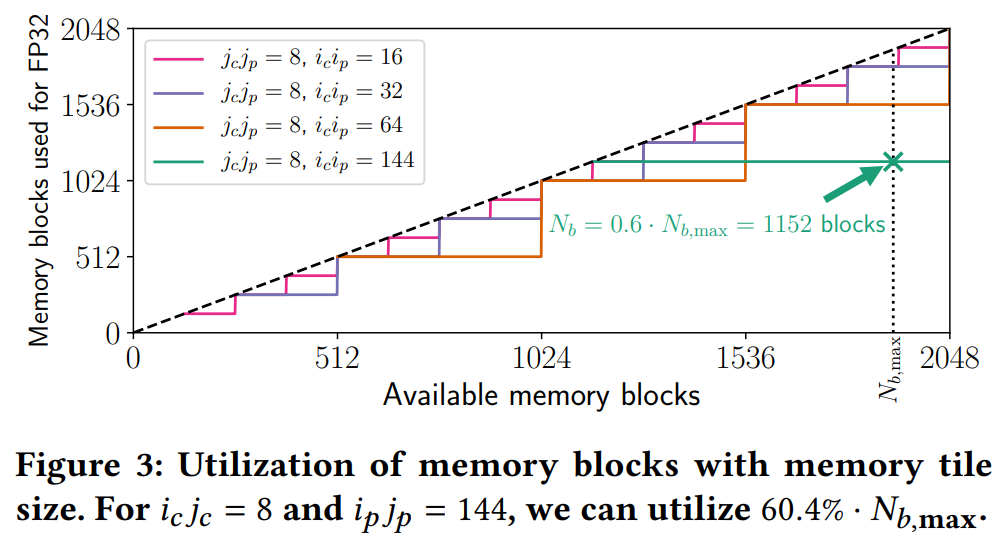 Memory blocks used for FP32
2048
1536
1024
512
0
j_c j_p = 8, i_c i_p = 16
j_c j_p = 8, i_c i_p = 32
j_c j_p = 8, i_c i_p = 64
j_c j_p = 8, i_c i_p = 144
N_b = 0.6 · N_{b,max} = 1152 blocks
0 512 1024 1536 N_{b,max} 2048
Available memory blocks
Figure 3: Utilization of memory blocks with memory tile
size. For i_c j_c = 8 and i_p j_p = 144, we can utilize 60.4% · N_{b,max}.